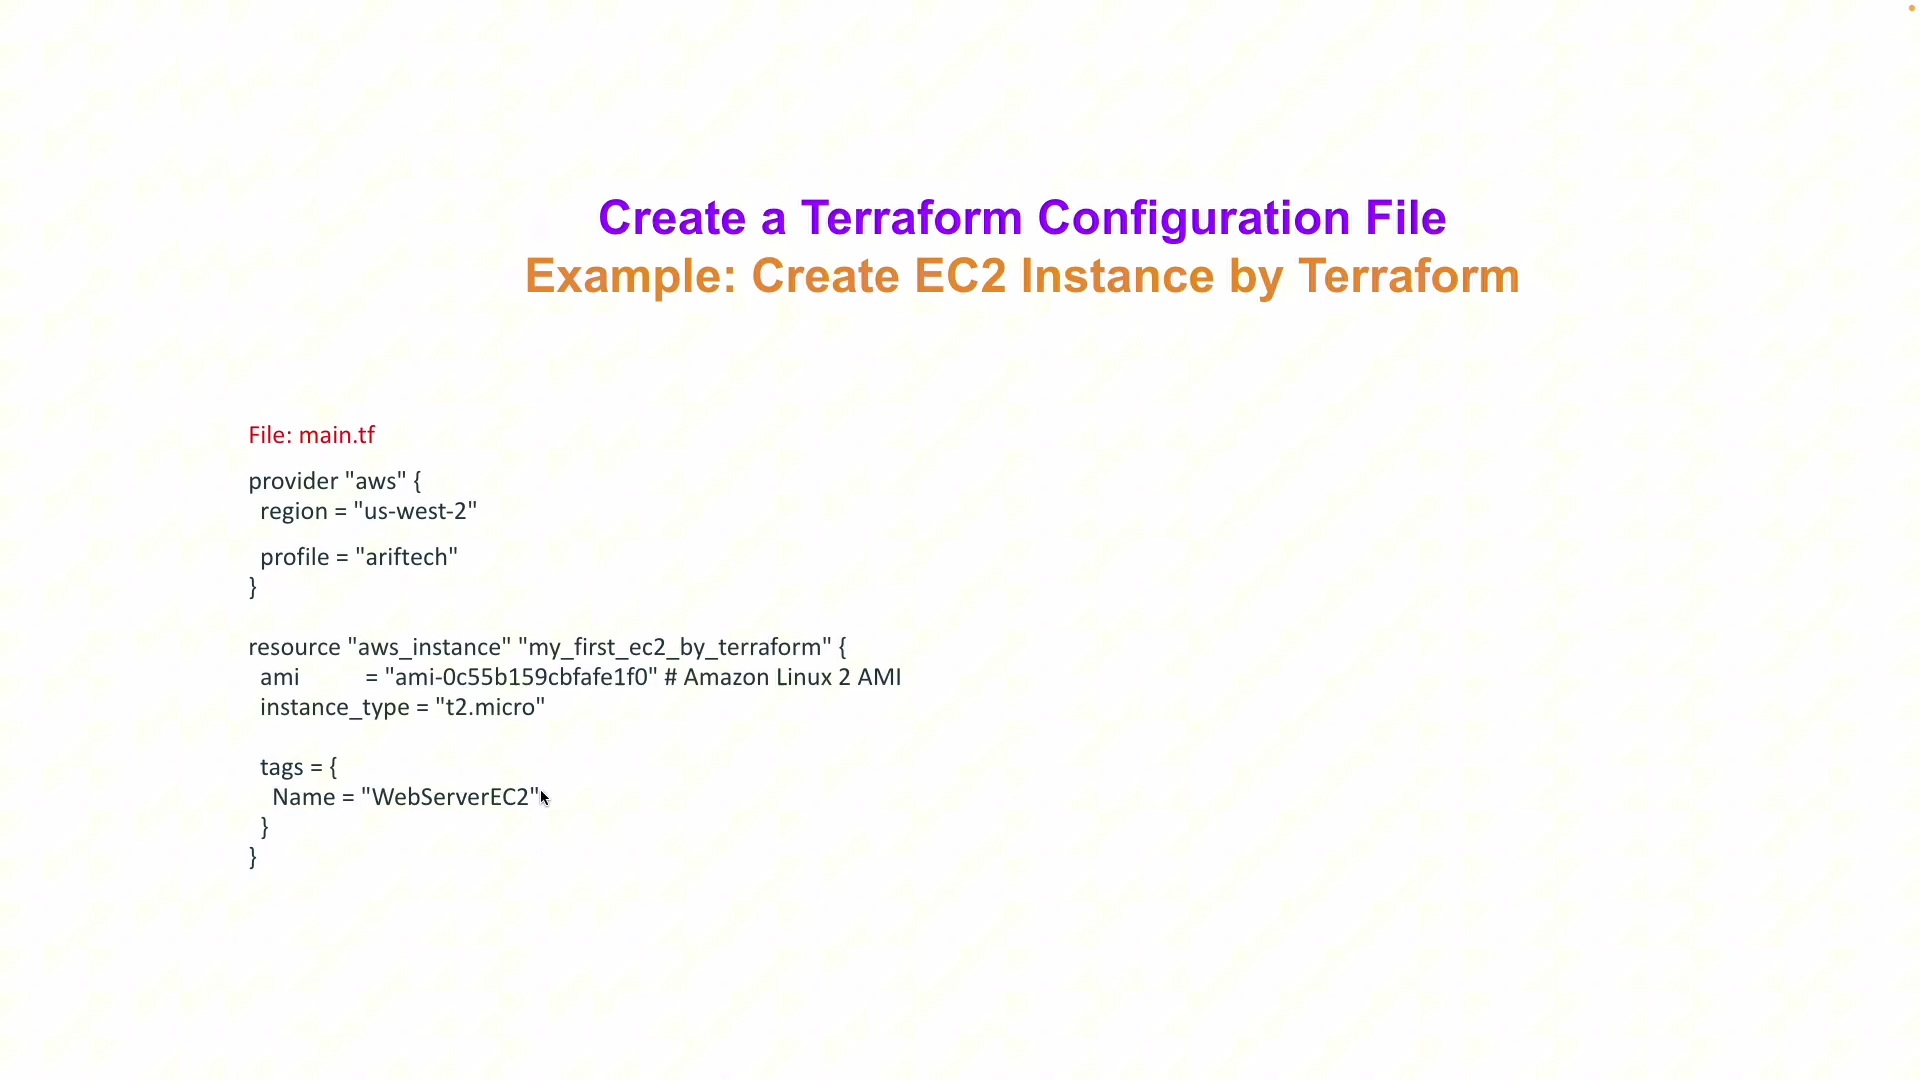 Create a Terraform Configuration File
Example: Create EC2 Instance by Terraform
File: main.tf
provider "aws" {
  region = "us-west-2"
  profile = "ariftech"
}
resource "aws_instance" "my_first_ec2_by_terraform" {
  ami           = "ami-0c55b159cbfafe1f0" # Amazon Linux 2 AMI
  instance_type = "t2.micro"
  tags = {
    Name = "WebServerEC2"
  }
}